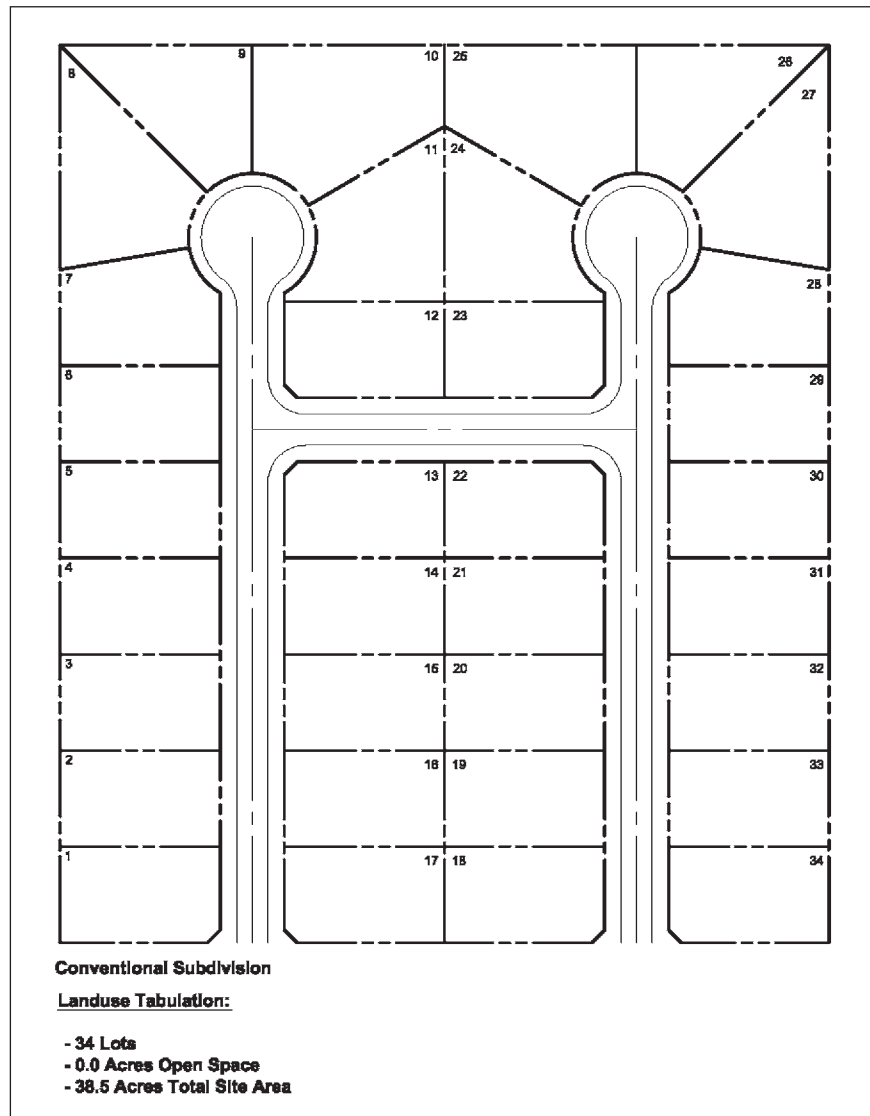 9 10 25 26
8 27
11 24
7 28
12 23
6 29
5 13 22 30
4 14 21 31
3 15 20 32
2 16 19 33
1 17 18 34
Conventional Subdivision
Landuse Tabulation:
- 34 Lots
- 0.0 Acres Open Space
- 38.5 Acres Total Site Area